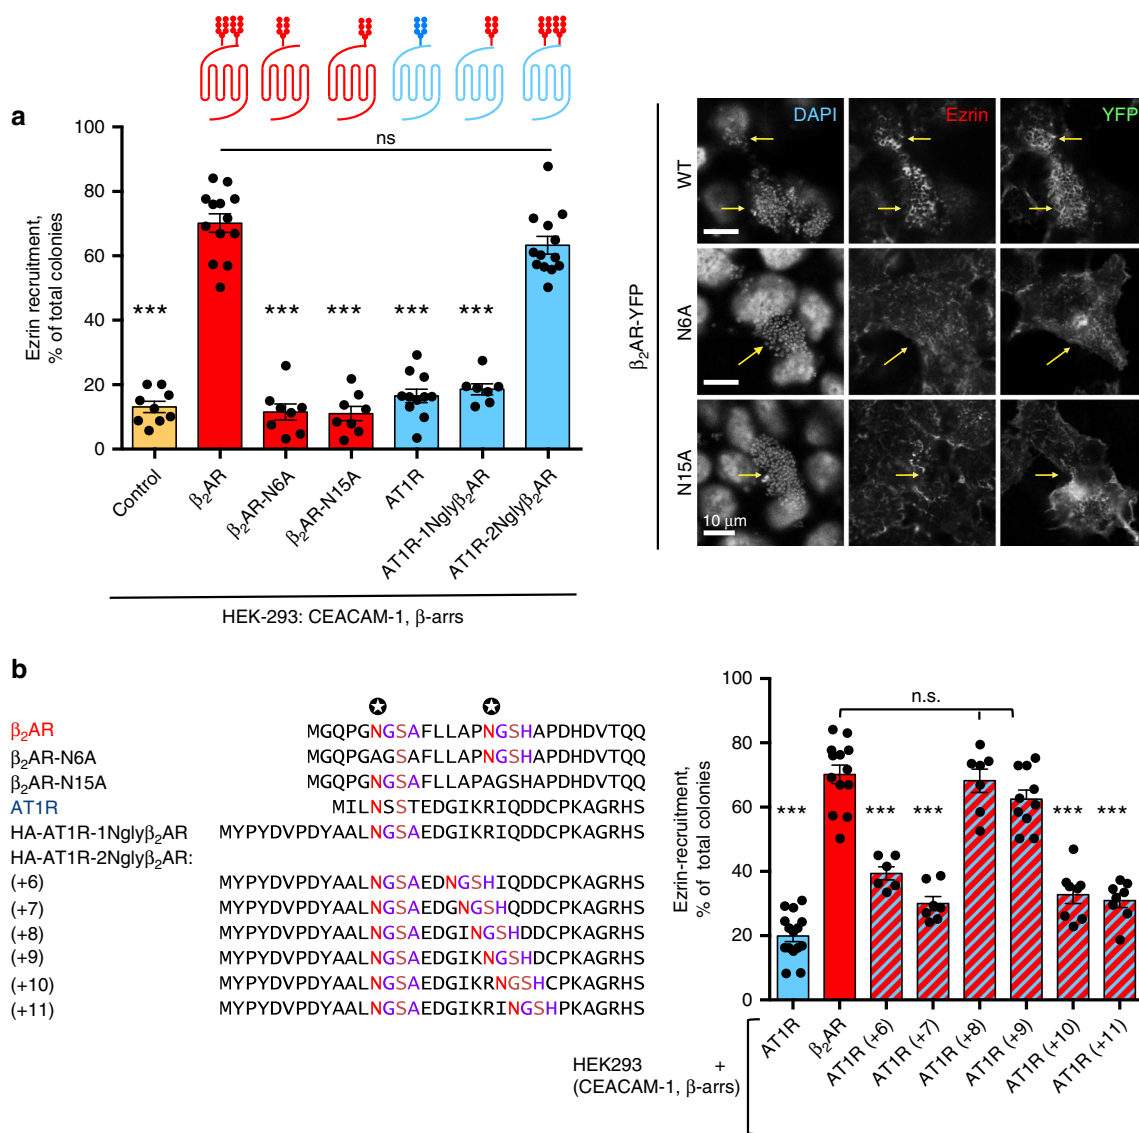 a
ns
100
80
60
40
20
0
Ezrin recruitment,
% of total colonies
*** *** *** *** ***
Control
β2AR
β2AR-N6A
β2AR-N15A
AT1R
AT1R-1Nglyβ2AR
AT1R-2Nglyβ2AR
HEK-293: CEACAM-1, β-arrs
DAPI Ezrin YFP
β2AR-YFP
WT
N6A
N15A
10 μm
b
β2AR MGQPGNGSAFLLAPNGSHAPDHDVTQQ
β2AR-N6A MGQPGAGSAFLLAPNGSHAPDHDVTQQ
β2AR-N15A MGQPGNGSAFLLAPAGSHAPDHDVTQQ
AT1R MILNSSTEDGIKRIQDDCPKAGRHS
HA-AT1R-1Nglyβ2AR MYPYDVPDYAALNGSAEDGIKRIQDDCPKAGRHS
HA-AT1R-2Nglyβ2AR:
(+6) MYPYDVPDYAALNGSAEDNGSHIQDDCPKAGRHS
(+7) MYPYDVPDYAALNGSAEDGNGSHQDDCPKAGRHS
(+8) MYPYDVPDYAALNGSAEDGINGSHDDCPKAGRHS
(+9) MYPYDVPDYAALNGSAEDGIKNGSHDCPKAGRHS
(+10) MYPYDVPDYAALNGSAEDGIKRNGSHCPKAGRHS
(+11) MYPYDVPDYAALNGSAEDGIKRINGSHPKAGRHS
n.s.
100
80
60
40
20
0
Ezrin-recruitment,
% of total colonies
*** *** *** *** ***
AT1R
β2AR
AT1R (+6)
AT1R (+7)
AT1R (+8)
AT1R (+9)
AT1R (+10)
AT1R (+11)
HEK293 +
(CEACAM-1, β-arrs)